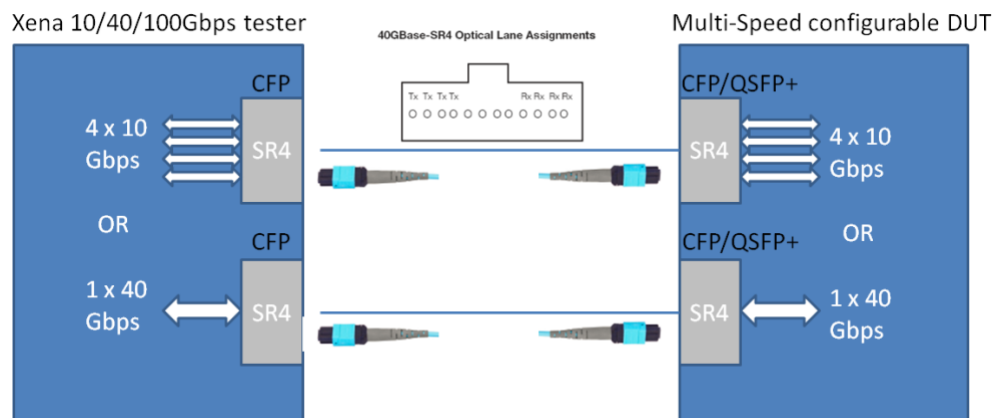 Xena 10/40/100Gbps tester
Multi-Speed configurable DUT
40GBase-SR4 Optical Lane Assignments
Tx Tx Tx Tx Rx Rx Rx Rx
CFP
CFP/QSFP+
4 x 10
Gbps
SR4
SR4
4 x 10
Gbps
OR
OR
CFP
CFP/QSFP+
1 x 40
Gbps
SR4
SR4
1 x 40
Gbps